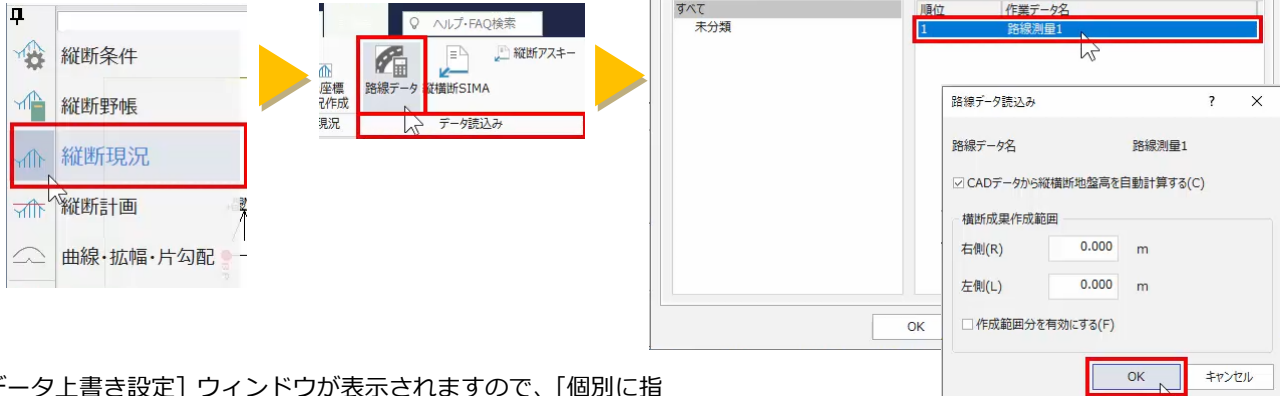 縦断条件
縦断野帳
縦断現況
縦断計画
曲線･拡幅･片勾配
ヘルプ･FAQ検索
座標
路線データ
縦横断SIMA
縦断アスキー
現況
データ読込み
すべて
未分類
順位
作業データ名
1
路線測量1
OK
路線データ読込み
? ×
路線データ名
路線測量1
CADデータから縦横断地盤高を自動計算する(C)
横断成果作成範囲
右側(R)
0.000
m
左側(L)
0.000
m
作成範囲分を有効にする(F)
OK
キャンセル
データ上書き設定］ウィンドウが表示されますので、「個別に指